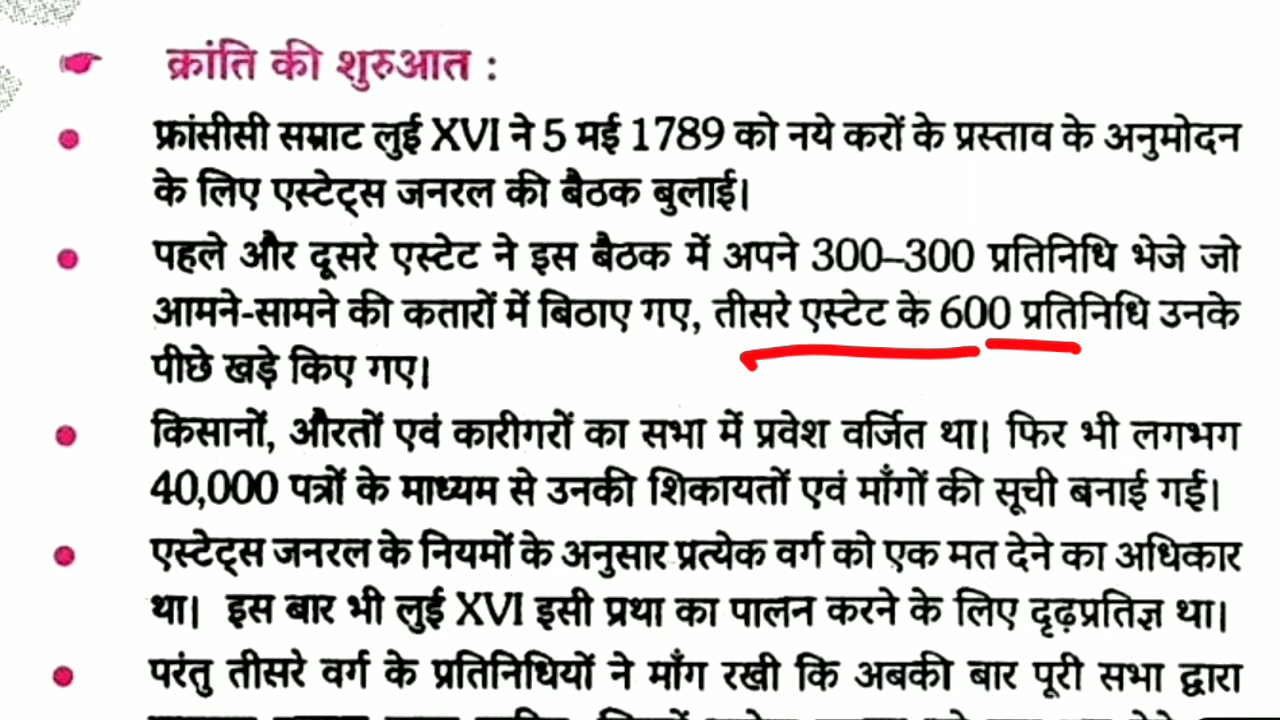 क्रांति की शुरुआत :
फ्रांसीसी सम्राट लुई XVI ने 5 मई 1789 को नये करों के प्रस्ताव के अनुमोदन
के लिए एस्टेट्स जनरल की बैठक बुलाई।
पहले और दूसरे एस्टेट ने इस बैठक में अपने 300–300 प्रतिनिधि भेजे जो
आमने-सामने की कतारों में बिठाए गए, तीसरे एस्टेट के 600 प्रतिनिधि उनके
पीछे खड़े किए गए।
किसानों, औरतों एवं कारीगरों का सभा में प्रवेश वर्जित था। फिर भी लगभग
40,000 पत्रों के माध्यम से उनकी शिकायतों एवं माँगों की सूची बनाई गई।
एस्टेट्स जनरल के नियमों के अनुसार प्रत्येक वर्ग को एक मत देने का अधिकार
था। इस बार भी लुई XVI इसी प्रथा का पालन करने के लिए दृढ़प्रतिज्ञ था।
परंतु तीसरे वर्ग के प्रतिनिधियों ने माँग रखी कि अबकी बार पूरी सभा द्वारा